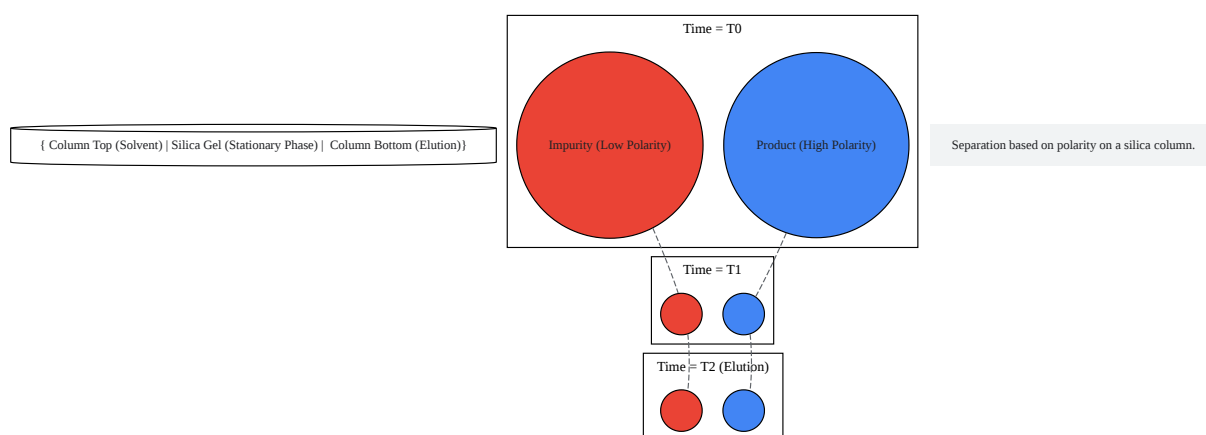 Time = T0
{ Column Top (Solvent) | Silica Gel (Stationary Phase) | Column Bottom (Elution)}
Impurity (Low Polarity)
Product (High Polarity)
Separation based on polarity on a silica column.
Time = T1
Time = T2 (Elution)